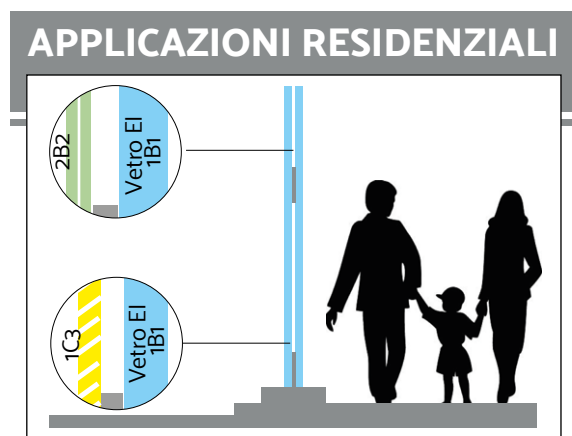 APPLICAZIONI RESIDENZIALI
2B2
Vetro EI
1B1
1C3
Vetro EI
1B1